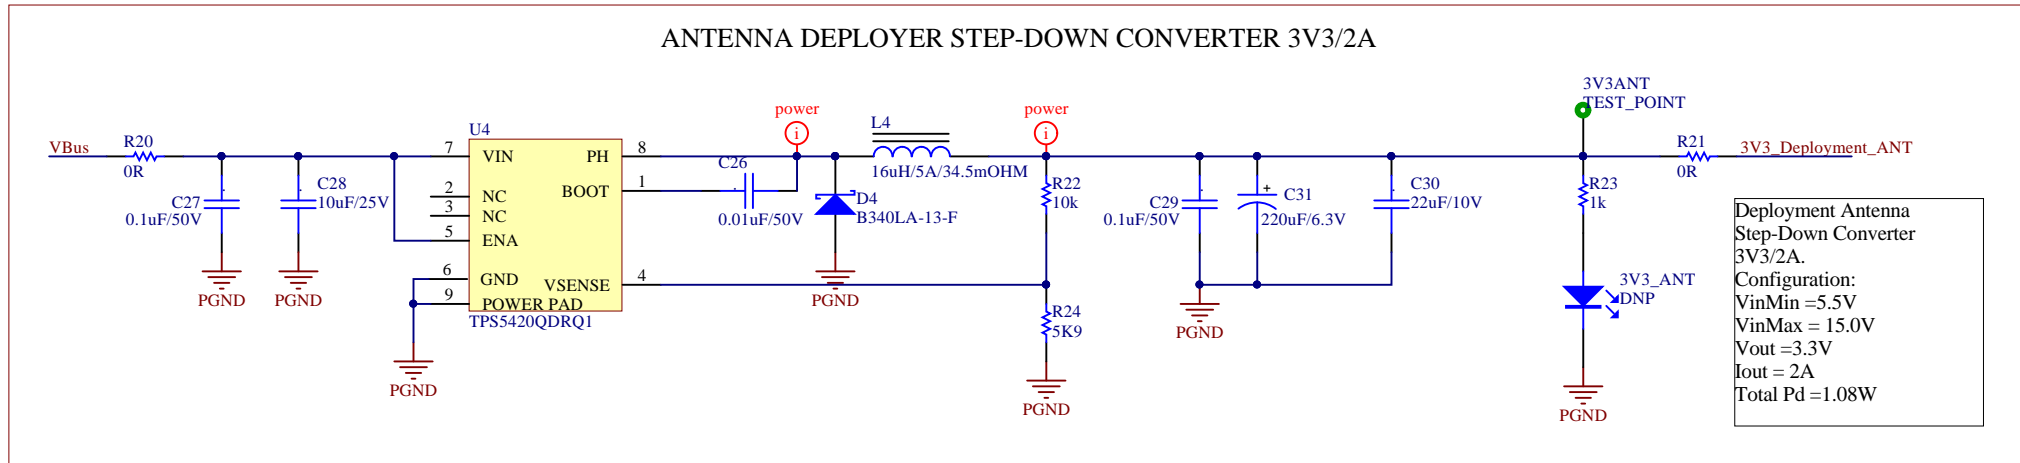 ANTENNA DEPLOYER STEP-DOWN CONVERTER 3V3/2A
VBus
R20
0R
C27
0.1uF/50V
PGND
C28
10uF/25V
PGND
U4
7
VIN
2
NC
3
NC
5
ENA
6
GND
9
POWER PAD
PH
8
BOOT
1
VSENSE
4
TPS5420QDRQ1
PGND
power
i
C26
0.01uF/50V
D4
B340LA-13-F
PGND
L4
16uH/5A/34.5mOHM
power
i
R22
10k
R24
5K9
PGND
C29
0.1uF/50V
PGND
+
C31
220uF/6.3V
C30
22uF/10V
3V3ANT
TEST_POINT
R23
1k
3V3_ANT
DNP
PGND
R21
0R
3V3_Deployment_ANT
Deployment Antenna
Step-Down Converter
3V3/2A.
Configuration:
VinMin =5.5V
VinMax = 15.0V
Vout =3.3V
Iout = 2A
Total Pd =1.08W